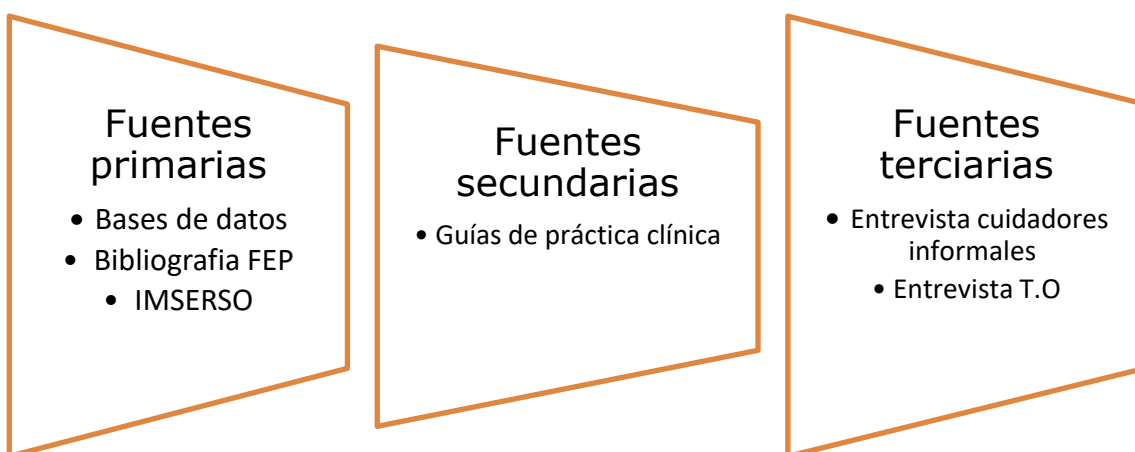 Fuentes
primarias
• Bases de datos
• Bibliografia FEP
• IMSERSO
Fuentes
secundarias
• Guías de práctica clínica
Fuentes
terciarias
• Entrevista cuidadores
informales
• Entrevista T.O